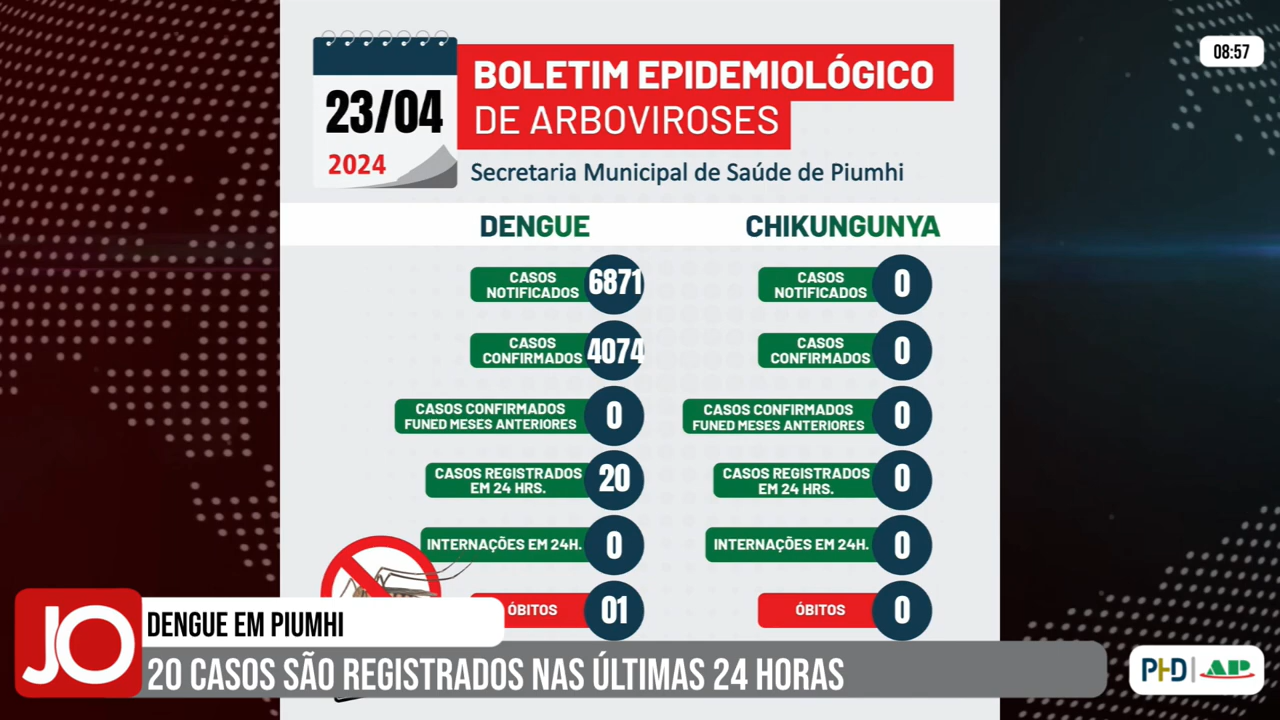 08:57
23/04
2024
BOLETIM EPIDEMIOLÓGICO
DE ARBOVIROSES
Secretaria Municipal de Saúde de Piumhi
DENGUE
CASOS
NOTIFICADOS
6871
CASOS
CONFIRMADOS
4074
CASOS CONFIRMADOS
FUNED MESES ANTERIORES
0
CASOS REGISTRADOS
EM 24 HRS.
20
INTERNAÇÕES EM 24H.
0
ÓBITOS
01
CHIKUNGUNYA
CASOS
NOTIFICADOS
0
CASOS
CONFIRMADOS
0
CASOS CONFIRMADOS
FUNED MESES ANTERIORES
0
CASOS REGISTRADOS
EM 24 HRS.
0
INTERNAÇÕES EM 24H.
0
ÓBITOS
0
JO
DENGUE EM PIUMHI
20 CASOS SÃO REGISTRADOS NAS ÚLTIMAS 24 HORAS
PHD AP